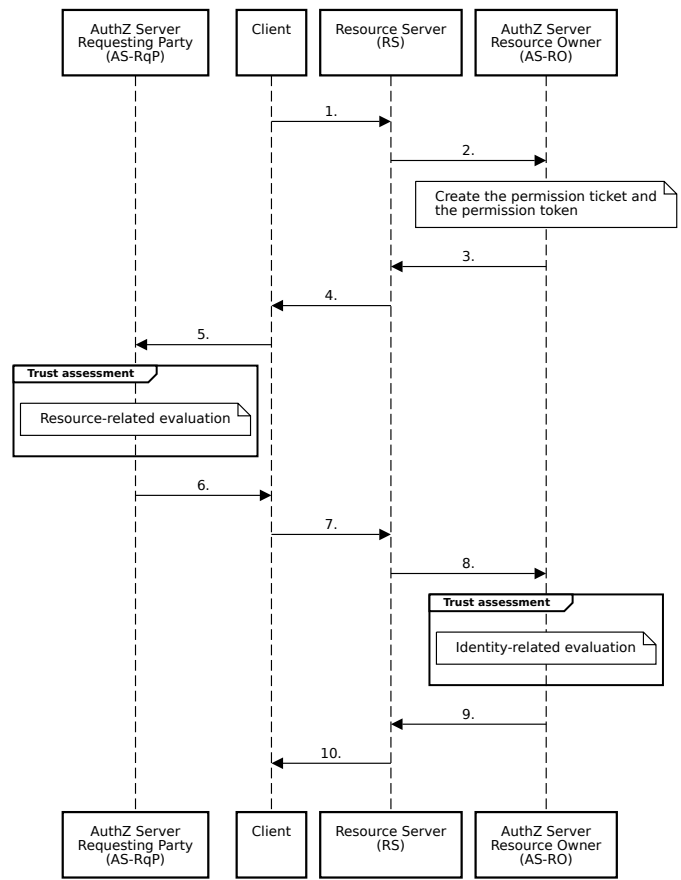 AuthZ Server
Requesting Party
(AS-RqP)
Client
Resource Server
(RS)
AuthZ Server
Resource Owner
(AS-RO)
1.
2.
Create the permission ticket and
the permission token
3.
4.
5.
Trust assessment
Resource-related evaluation
6.
7.
8.
Trust assessment
Identity-related evaluation
9.
10.
AuthZ Server
Requesting Party
(AS-RqP)
Client
Resource Server
(RS)
AuthZ Server
Resource Owner
(AS-RO)